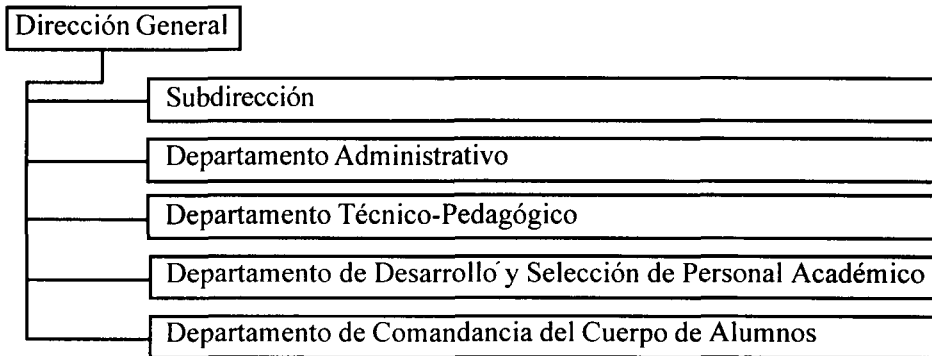 Dirección General
Subdirección
Departamento Administrativo
Departamento Técnico-Pedagógico
Departamento de Desarrollo y Selección de Personal Académico
Departamento de Comandancia del Cuerpo de Alumnos